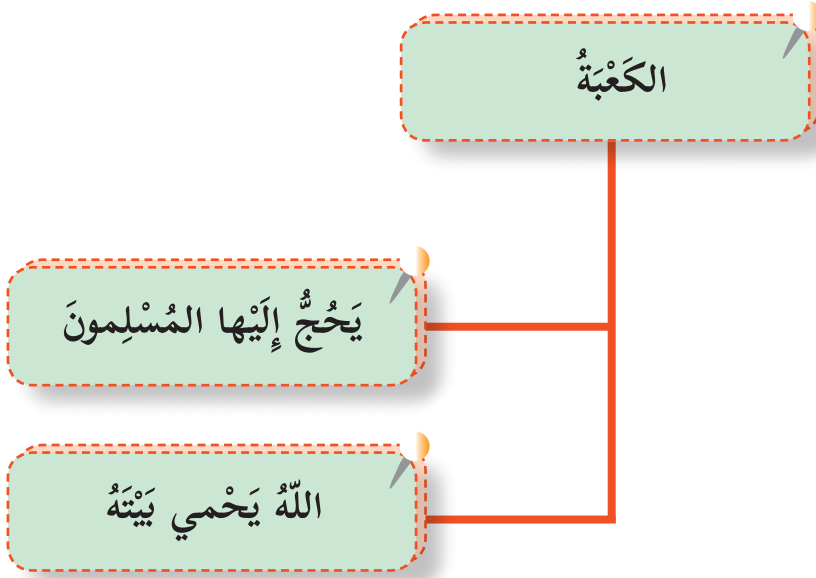 الكَعْبَةُ
يَحُجُّ إِلَيْها المُسْلِمونَ
اللّهُ يَحْمي بَيْتَهُ